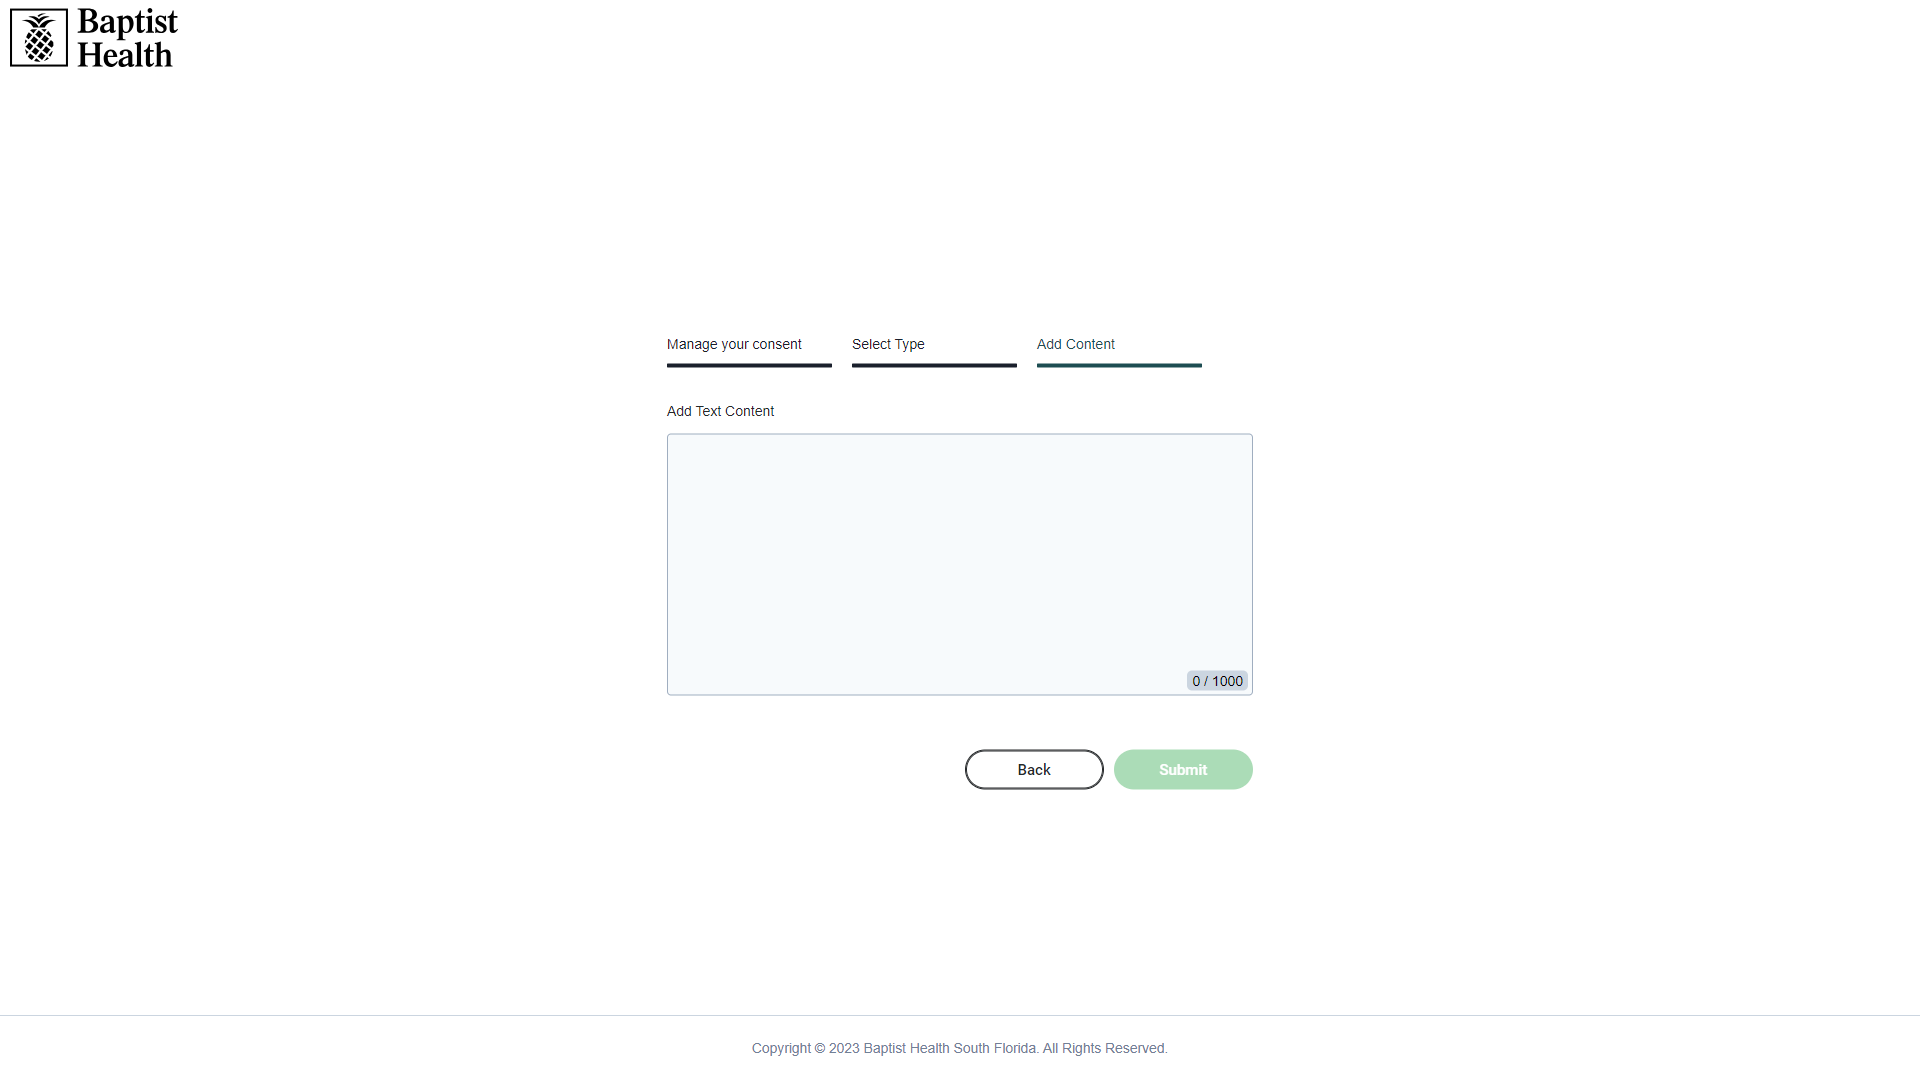 Baptist
Health
Manage your consent
Select Type
Add Content
Add Text Content
0 / 1000
Back
Submit
Copyright © 2023 Baptist Health South Florida. All Rights Reserved.